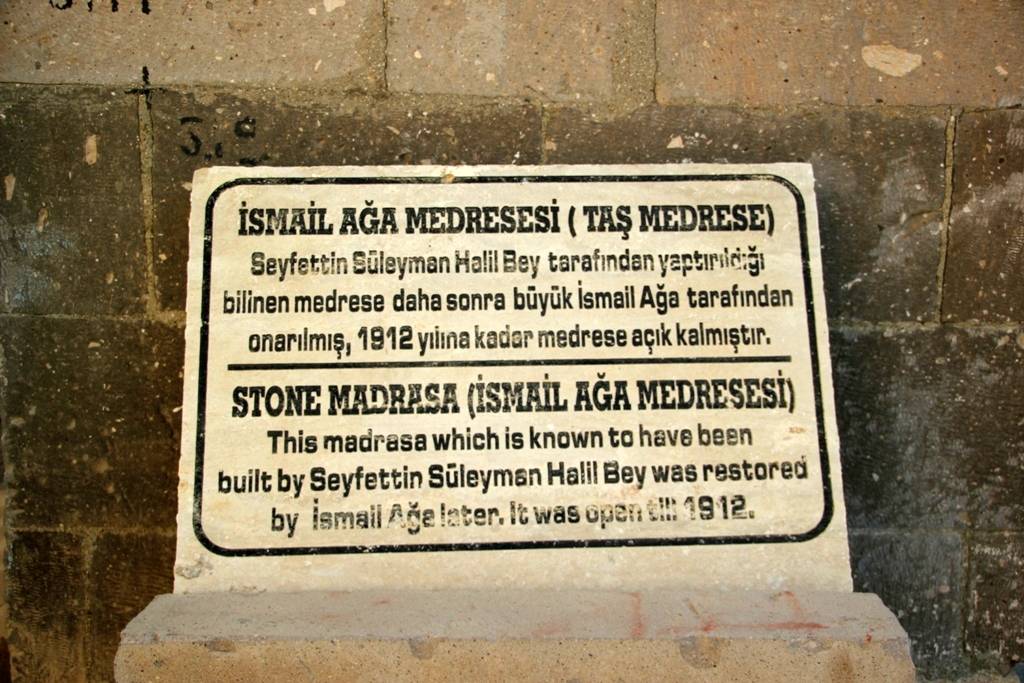 İSMAİL AĞA MEDRESESİ ( TAŞ MEDRESE)
Seyfettin Süleyman Halil Bey tarafından yaptırıldığı
bilinen medrese daha sonra büyük İsmail Ağa tarafından
onarılmış, 1912 yılına kadar medrese açık kalmıştır.
STONE MADRASA (İSMAİL AĞA MEDRESESİ)
This madrasa which is known to have been
built by Seyfettin Süleyman Halil Bey was restored
by İsmail Ağa later. It was open till 1912.